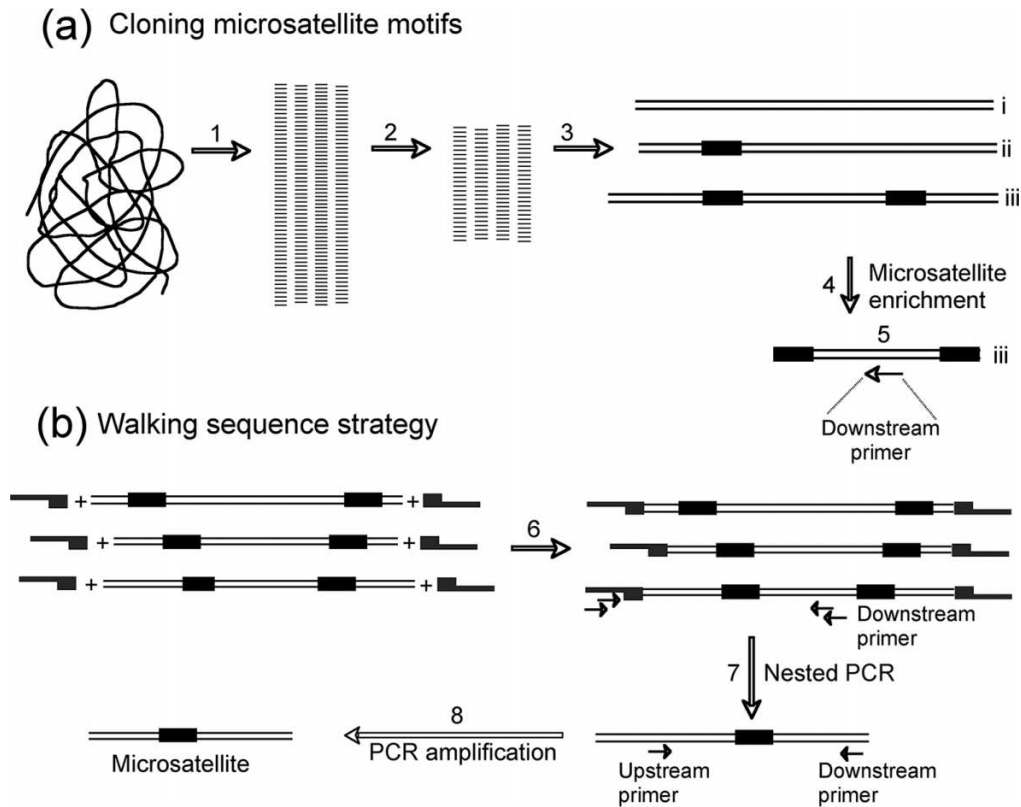 (a) Cloning microsatellite motifs
1
2
3
i
ii
iii
4
Microsatellite
enrichment
5
iii
Downstream
primer
(b) Walking sequence strategy
+ +
+ +
+ +
6
Downstream
primer
7
Nested PCR
8
PCR amplification
Microsatellite
Upstream
primer
Downstream
primer